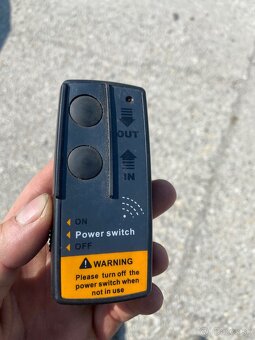 OUT
IN
ON
Power switch
OFF
WARNING
Please turn off the
power switch when
not in use